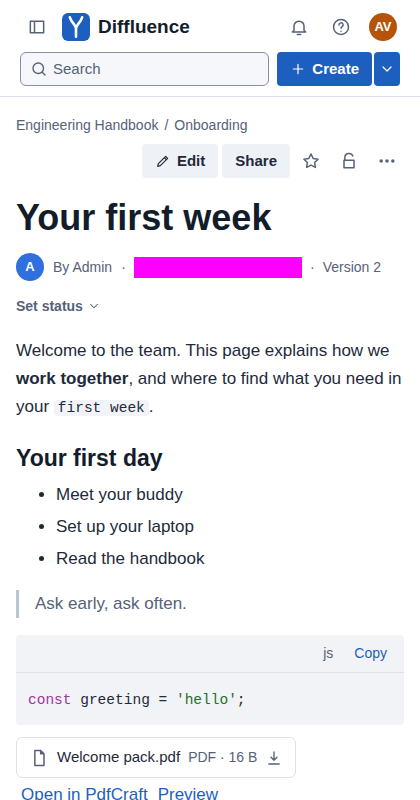 Diffluence
AV
Search
Create
Engineering Handbook / Onboarding
Edit
Share
Your first week
A By Admin · · Version 2
Set status
Welcome to the team. This page explains how we
work together, and where to find what you need in
your first week.
Your first day
• Meet your buddy
• Set up your laptop
• Read the handbook
Ask early, ask often.
js Copy
const greeting = 'hello';
Welcome pack.pdf PDF · 16 B
Open in PdfCraft Preview